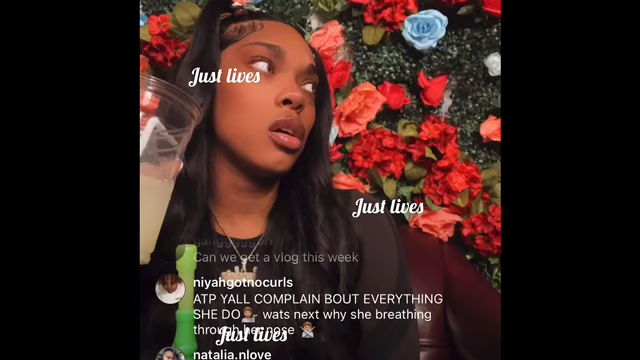 Just lives
Just lives
Can we get a vlog this week
niyahgotnocurls
ATP YALL COMPLAIN BOUT EVERYTHING
SHE DO🤦🏽‍♀️ wats next why she breathing
through her nose 🙅🏽‍♀️
Just lives
natalia.nlove